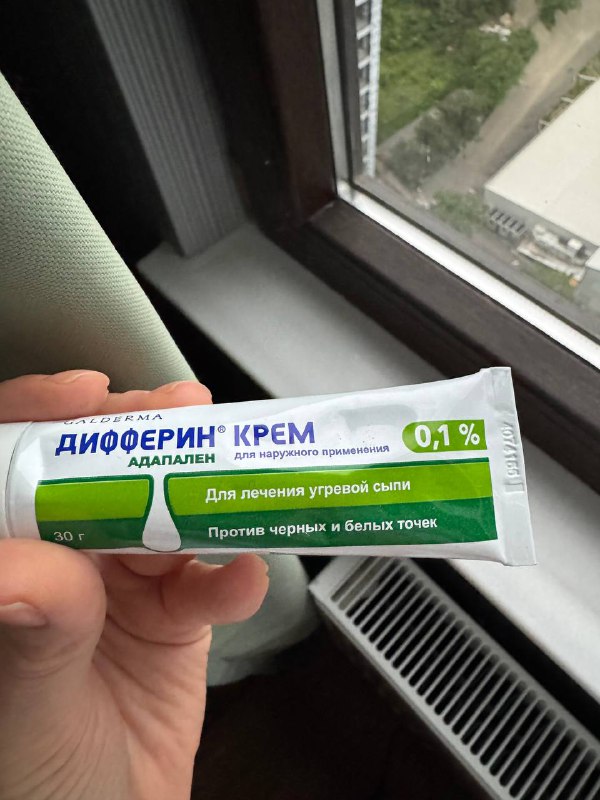 GALDERMA
ДИФФЕРИН® КРЕМ 0,1 %
АДАПАЛЕН для наружного применения
Для лечения угревой сыпи
30 г Против черных и белых точек